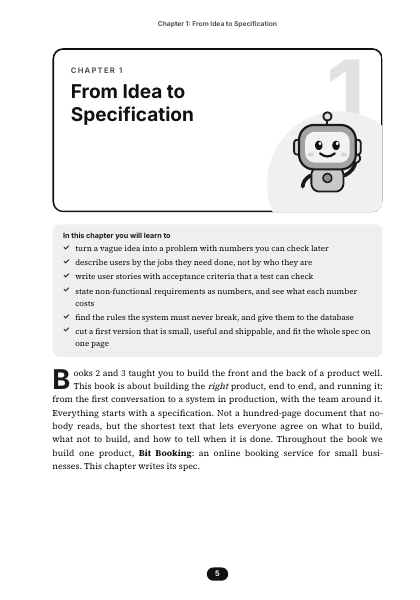 Chapter 1: From Idea to Specification
1
CHAPTER 1
From Idea to
Specification
In this chapter you will learn to
✓ turn a vague idea into a problem with numbers you can check later
✓ describe users by the jobs they need done, not by who they are
✓ write user stories with acceptance criteria that a test can check
✓ state non-functional requirements as numbers, and see what each number
costs
✓ find the rules the system must never break, and give them to the database
✓ cut a first version that is small, useful and shippable, and fit the whole spec on
one page
Books 2 and 3 taught you to build the front and the back of a product well.
This book is about building the right product, end to end, and running it:
from the first conversation to a system in production, with the team around it.
Everything starts with a specification. Not a hundred-page document that no-
body reads, but the shortest text that lets everyone agree on what to build,
what not to build, and how to tell when it is done. Throughout the book we
build one product, Bit Booking: an online booking service for small busi-
nesses. This chapter writes its spec.
5